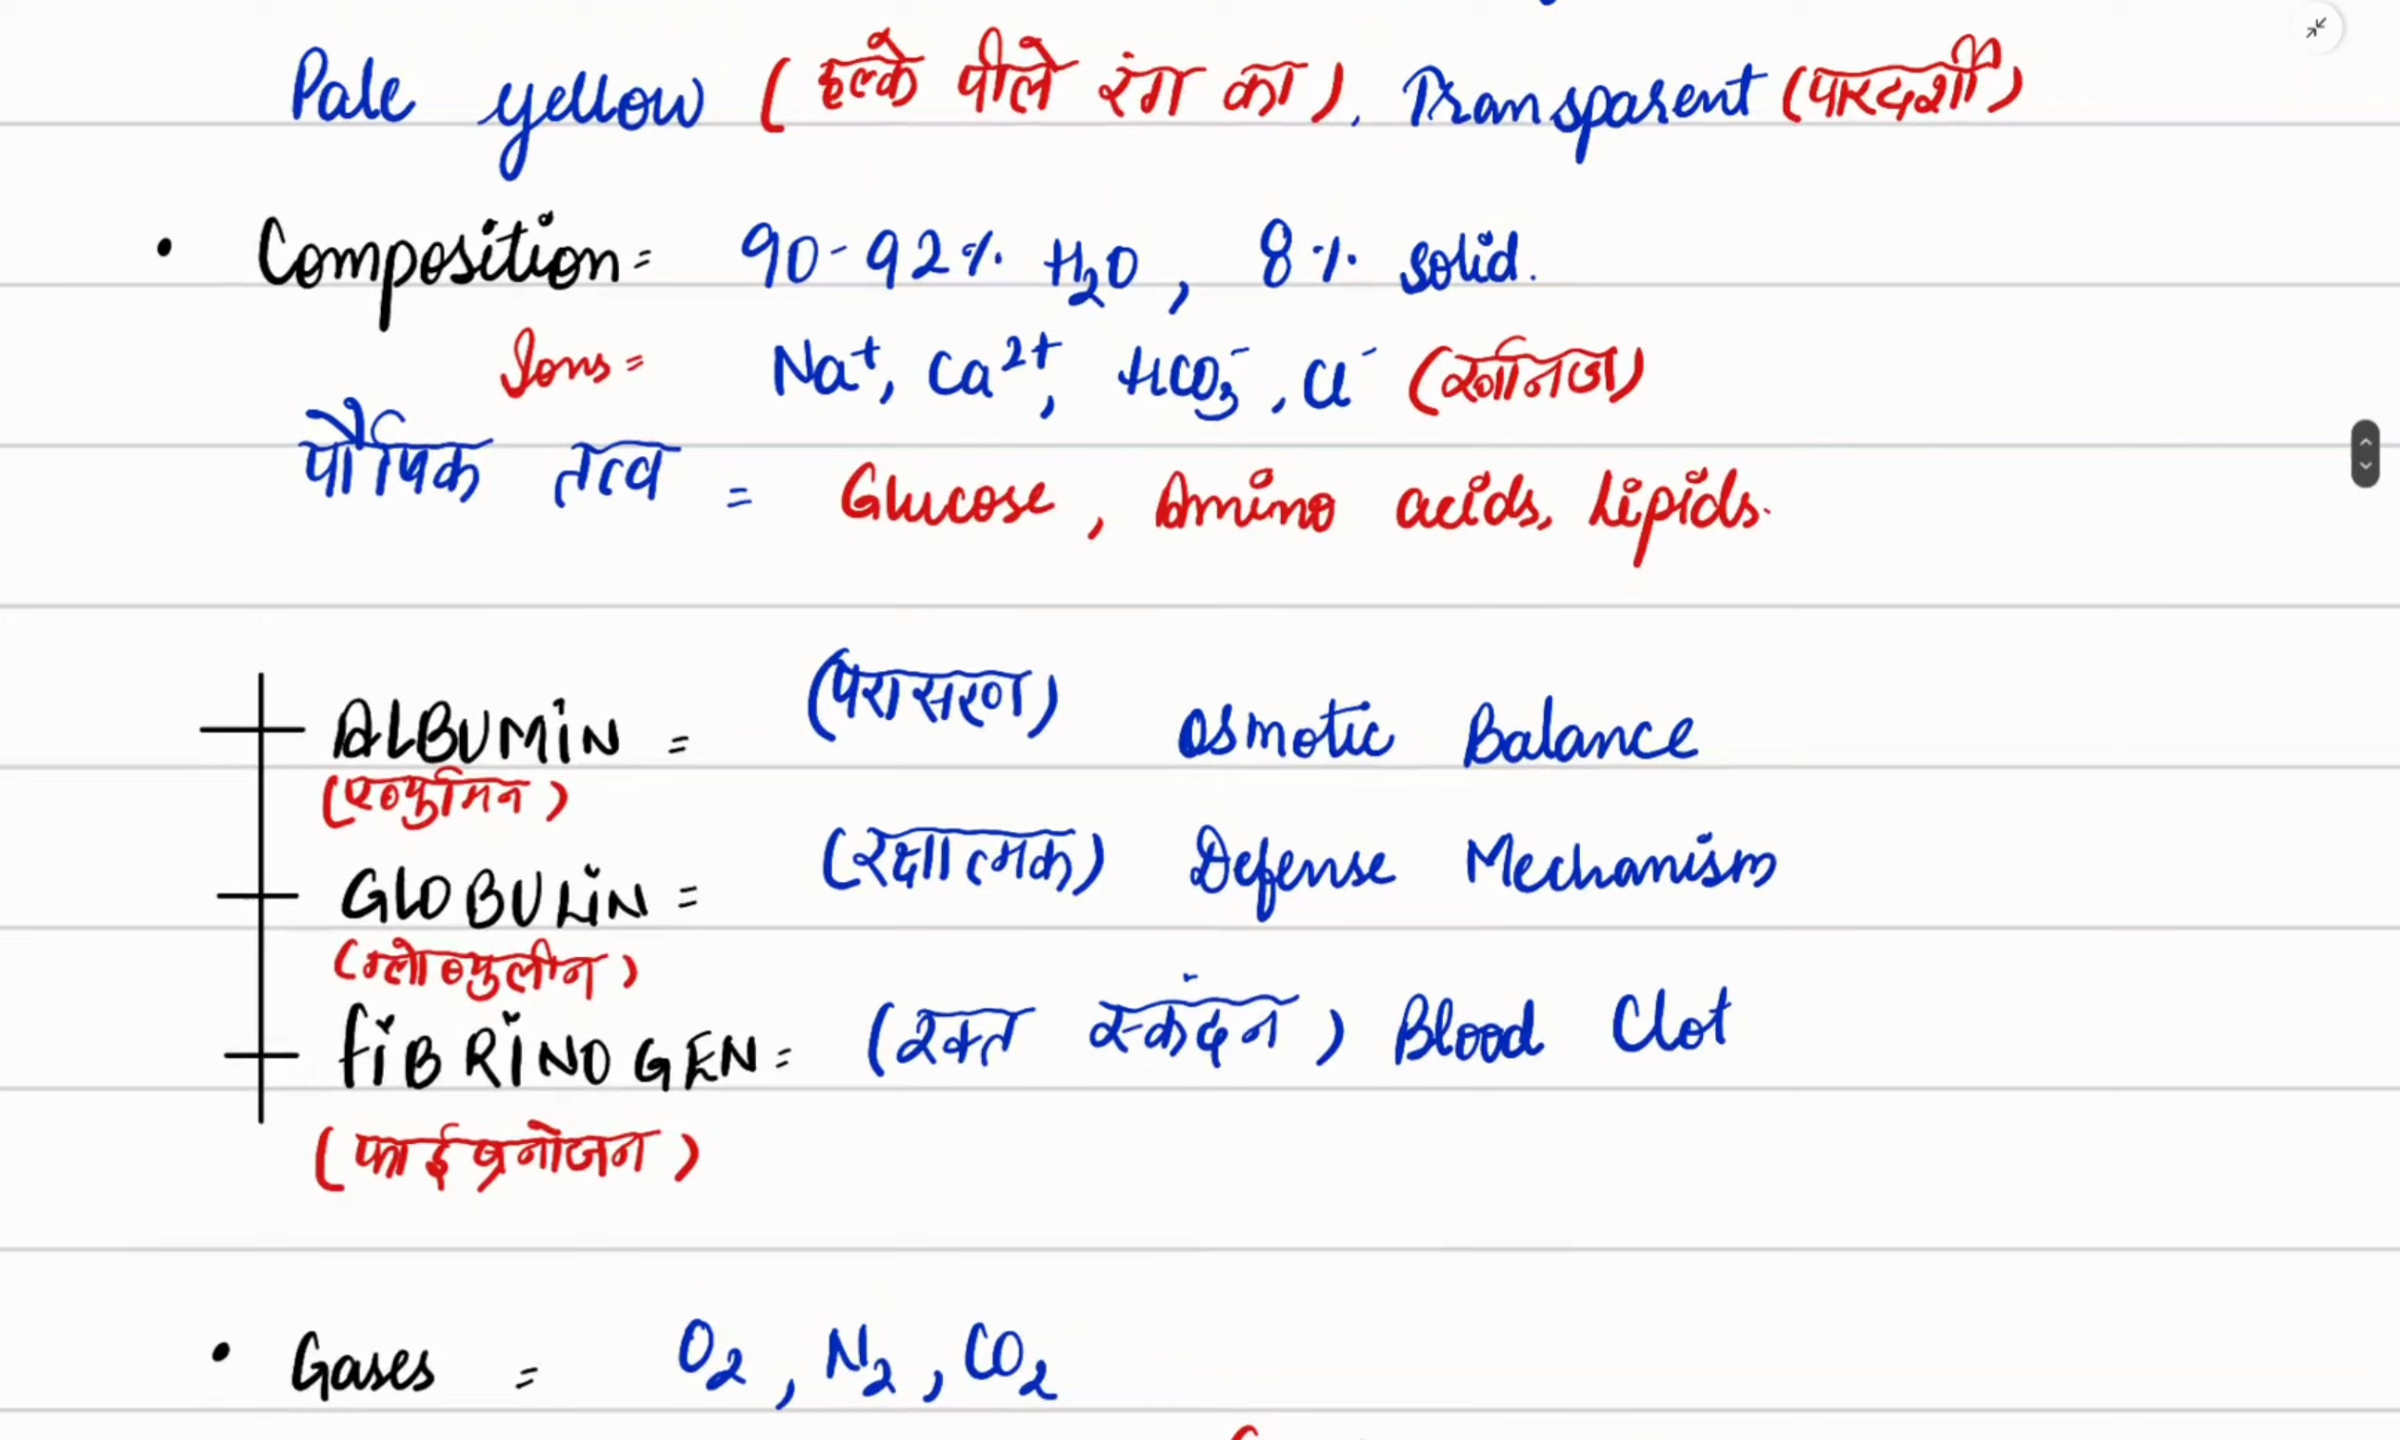 Pale yellow (हल्के पीले रंग का), Transparent (पारदर्शी)
• Composition = 90-92% H₂O, 8% solid.
Ions = Na⁺, Ca²⁺, HCO₃⁻, Cl⁻ (खनिज)
पौषिक तत्व = Glucose, Amino acids, Lipids.
ALBUMIN = (परासरण) Osmotic Balance
(एल्बुमिन)
GLOBULIN = (रक्षात्मक) Defense Mechanism
(ग्लोब्युलीन)
FIBRINOGEN = (रक्त स्कंदन) Blood Clot
(फाईब्रनोजन)
• Gases = O₂, N₂, CO₂